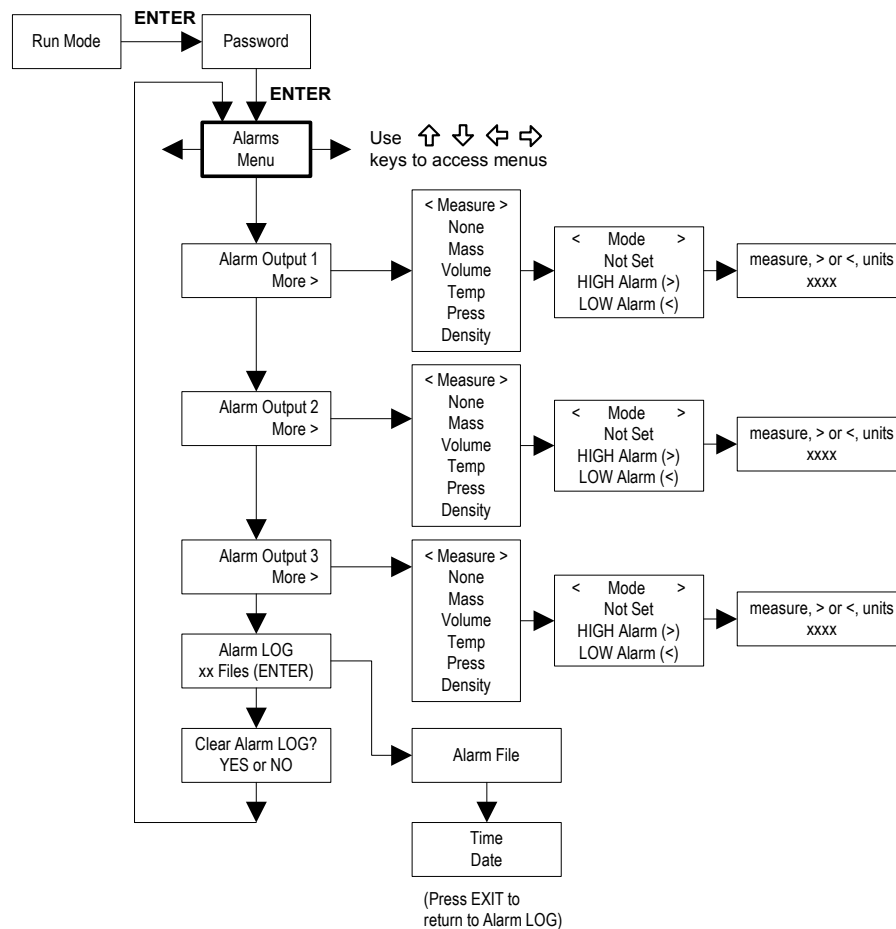 ENTER
Run Mode
Password
ENTER
Alarms
Menu
Use
keys to access menus
Alarm Output 1
More >
< Measure >
None
Mass
Volume
Temp
Press
Density
< Mode >
Not Set
HIGH Alarm (>)
LOW Alarm (<)
measure, > or <, units
xxxx
Alarm Output 2
More >
< Measure >
None
Mass
Volume
Temp
Press
Density
< Mode >
Not Set
HIGH Alarm (>)
LOW Alarm (<)
measure, > or <, units
xxxx
Alarm Output 3
More >
< Measure >
None
Mass
Volume
Temp
Press
Density
< Mode >
Not Set
HIGH Alarm (>)
LOW Alarm (<)
measure, > or <, units
xxxx
Alarm LOG
xx Files (ENTER)
Clear Alarm LOG?
YES or NO
Alarm File
Time
Date
(Press EXIT to
return to Alarm LOG)